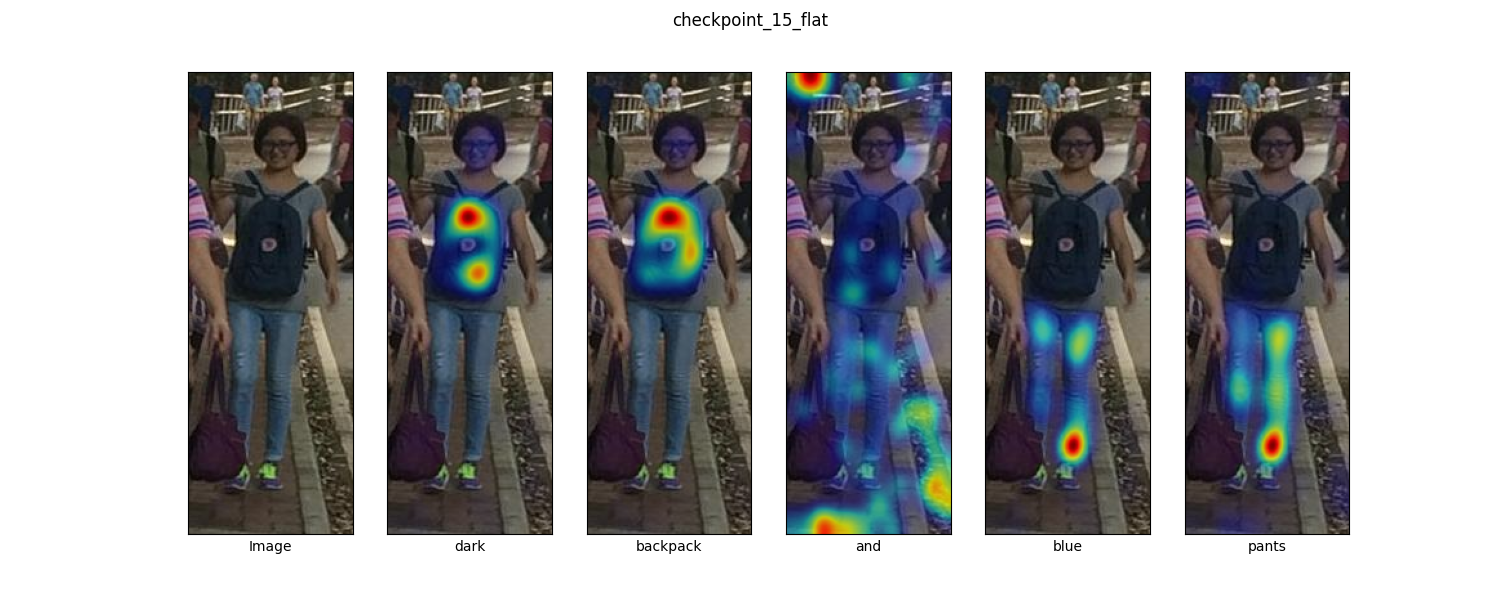 checkpoint_15_flat
Image
dark
backpack
and
blue
pants